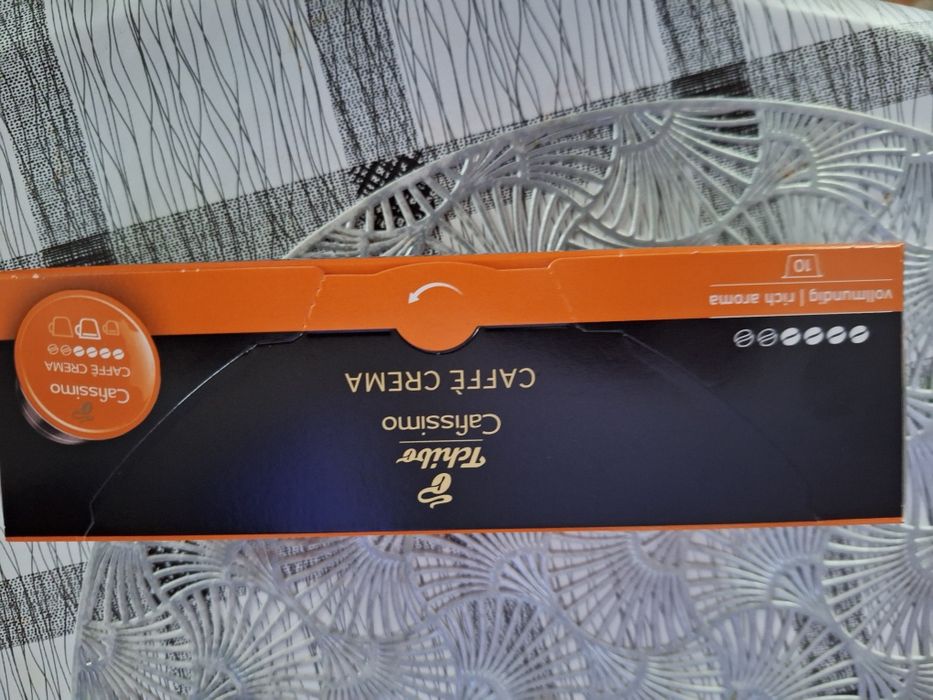 Tchibo
Cafissimo
CAFFÈ CREMA
vollmundig | rich aroma
10
Cafissimo
CAFFÈ CREMA